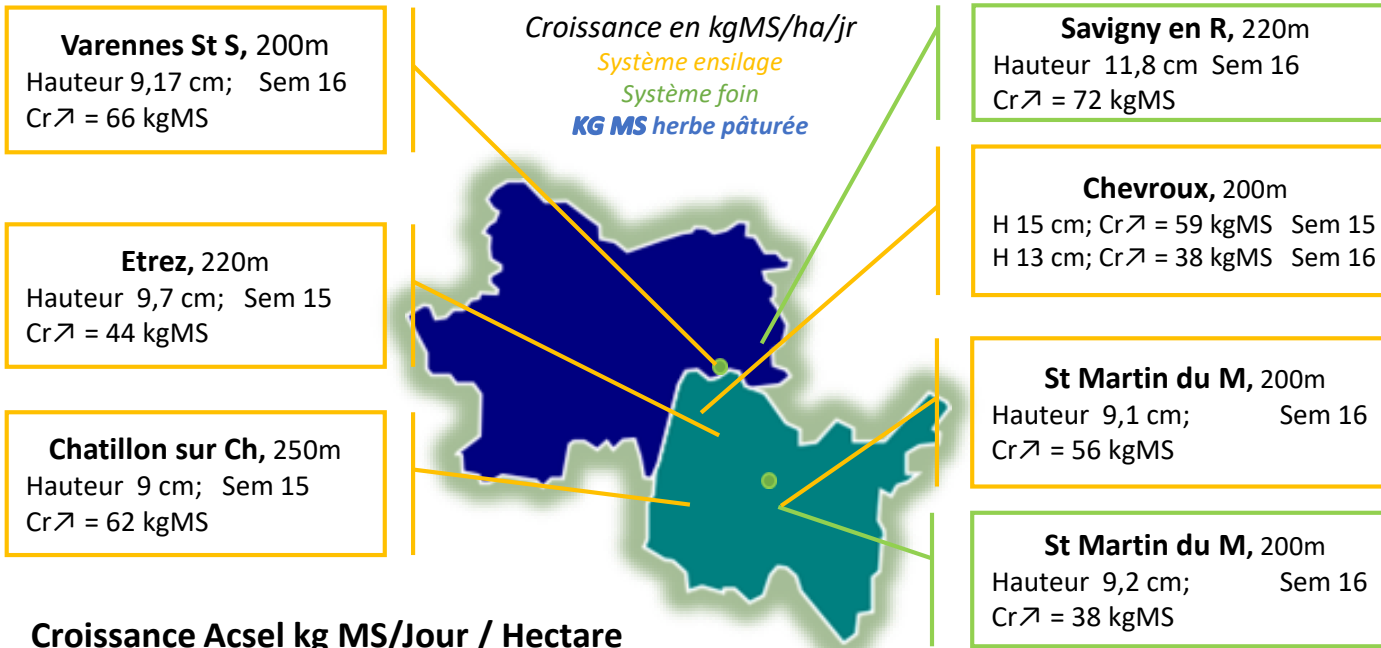 Varennes St S, 200m
Hauteur 9,17 cm; Sem 16
Cr↗ = 66 kgMS
Etrez, 220m
Hauteur 9,7 cm; Sem 15
Cr↗ = 44 kgMS
Chatillon sur Ch, 250m
Hauteur 9 cm; Sem 15
Cr↗ = 62 kgMS
Croissance en kgMS/ha/jr
Système ensilage
Système foin
KG MS herbe pâturée
Savigny en R, 220m
Hauteur 11,8 cm Sem 16
Cr↗ = 72 kgMS
Chevroux, 200m
H 15 cm; Cr↗ = 59 kgMS Sem 15
H 13 cm; Cr↗ = 38 kgMS Sem 16
St Martin du M, 200m
Hauteur 9,1 cm; Sem 16
Cr↗ = 56 kgMS
St Martin du M, 200m
Hauteur 9,2 cm; Sem 16
Cr↗ = 38 kgMS
Croissance Acsel kg MS/Jour / Hectare